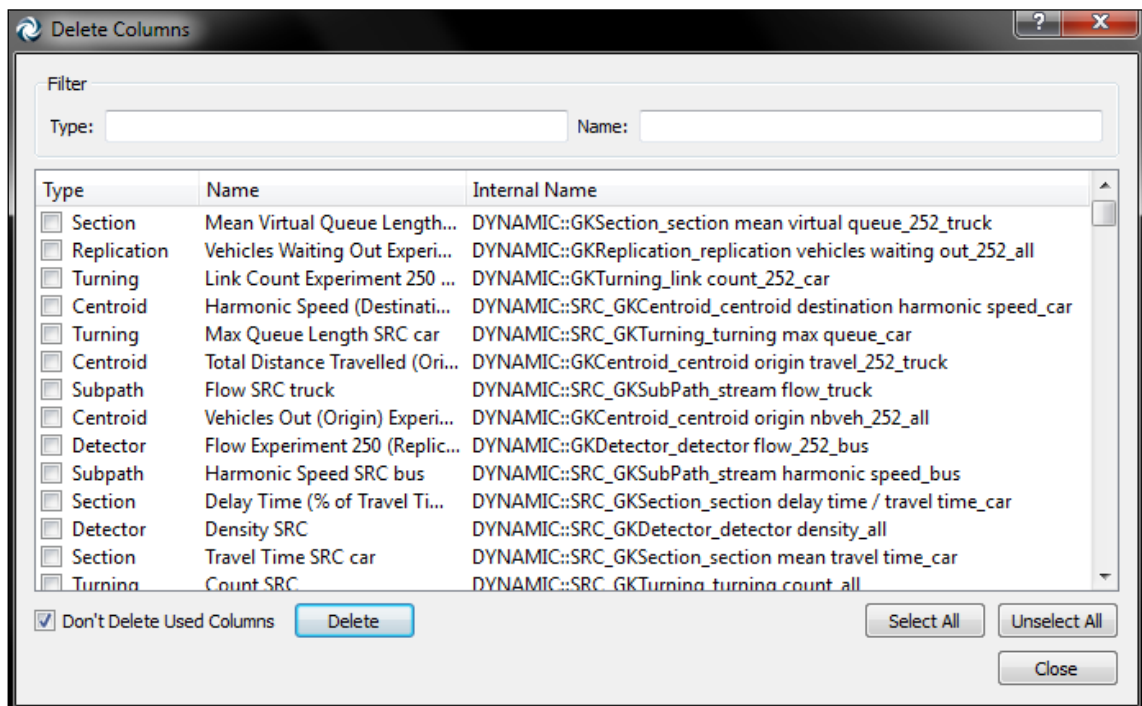 Delete Columns
Filter
Type: Name:
Type Name Internal Name
Section Mean Virtual Queue Length... DYNAMIC::GKSection_section mean virtual queue_252_truck
Replication Vehicles Waiting Out Experi... DYNAMIC::GKReplication_replication vehicles waiting out_252_all
Turning Link Count Experiment 250 ... DYNAMIC::GKTurning_link count_252_car
Centroid Harmonic Speed (Destinati... DYNAMIC::SRC_GKCentroid_centroid destination harmonic speed_car
Turning Max Queue Length SRC car DYNAMIC::SRC_GKTurning_turning max queue_car
Centroid Total Distance Travelled (Ori... DYNAMIC::GKCentroid_centroid origin travel_252_truck
Subpath Flow SRC truck DYNAMIC::SRC_GKSubPath_stream flow_truck
Centroid Vehicles Out (Origin) Experi... DYNAMIC::GKCentroid_centroid origin nbveh_252_all
Detector Flow Experiment 250 (Replic... DYNAMIC::GKDetector_detector flow_252_bus
Subpath Harmonic Speed SRC bus DYNAMIC::SRC_GKSubPath_stream harmonic speed_bus
Section Delay Time (% of Travel Ti... DYNAMIC::SRC_GKSection_section delay time / travel time_car
Detector Density SRC DYNAMIC::SRC_GKDetector_detector density_all
Section Travel Time SRC car DYNAMIC::SRC_GKSection_section mean travel time_car
Turning Count SRC DYNAMIC::SRC_GKTurning_turning count_all
Don't Delete Used Columns Delete Select All Unselect All
Close